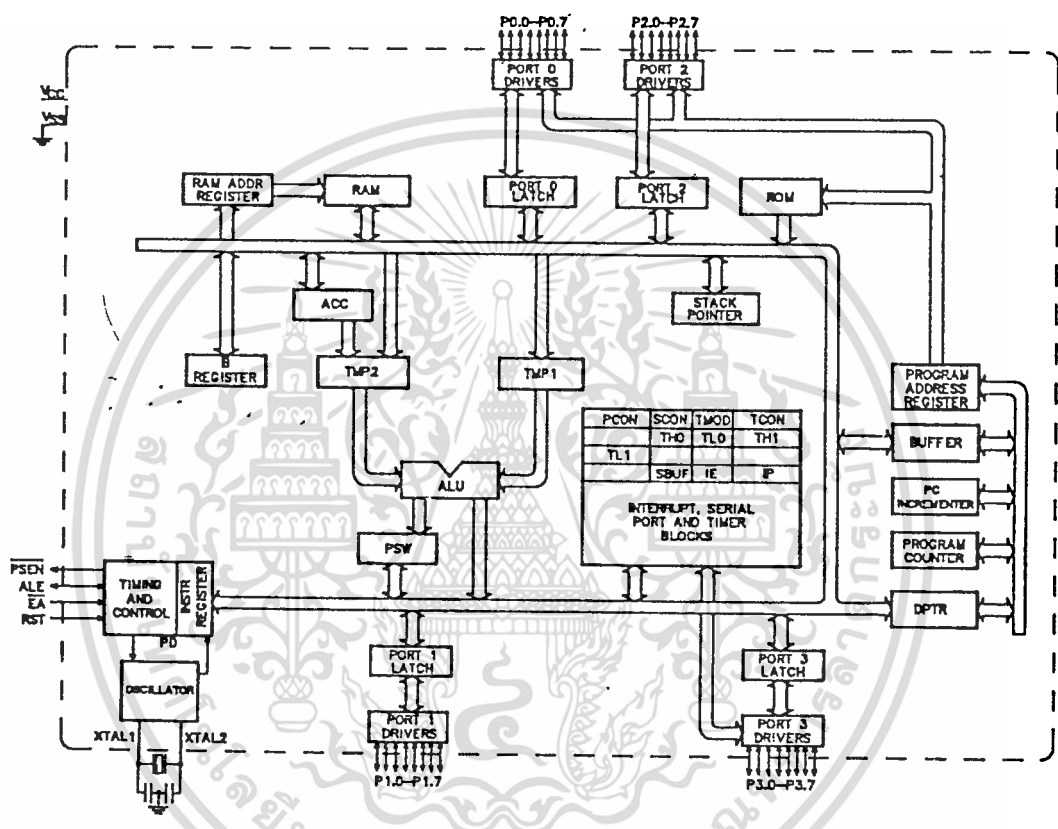 P0.0–P0.7
P2.0–P2.7
PORT 0
DRIVERS
PORT 2
DRIVERS
RAM ADDR
REGISTER
RAM
PORT 0
LATCH
PORT 2
LATCH
ROM
ACC
STACK
POINTER
B
REGISTER
TMP2
TMP1
PROGRAM
ADDRESS
REGISTER
PCON SCON TMOD TCON
TH0 TL0 TH1
TL1
SBUF IE IP
INTERRUPT, SERIAL
PORT AND TIMER
BLOCKS
BUFFER
ALU
PC
INCREMENTER
PSW
PROGRAM
COUNTER
PSEN
ALE
EA
RST
TIMING
AND
CONTROL
INSTR
REGISTER
DPTR
PD
PORT 1
LATCH
PORT 3
LATCH
OSCILLATOR
XTAL1
XTAL2
PORT 1
DRIVERS
PORT 3
DRIVERS
P1.0–P1.7
P3.0–P3.7